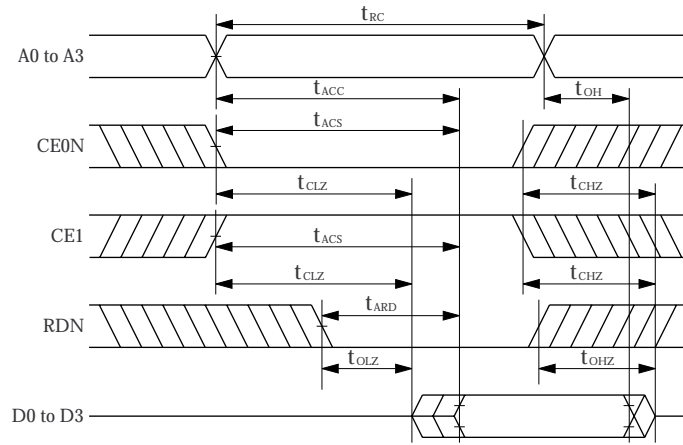 tRC
A0 to A3
tACC
tOH
tACS
CE0N
tCLZ
tCHZ
CE1
tACS
tCLZ
tCHZ
tARD
RDN
tOLZ
tOHZ
D0 to D3